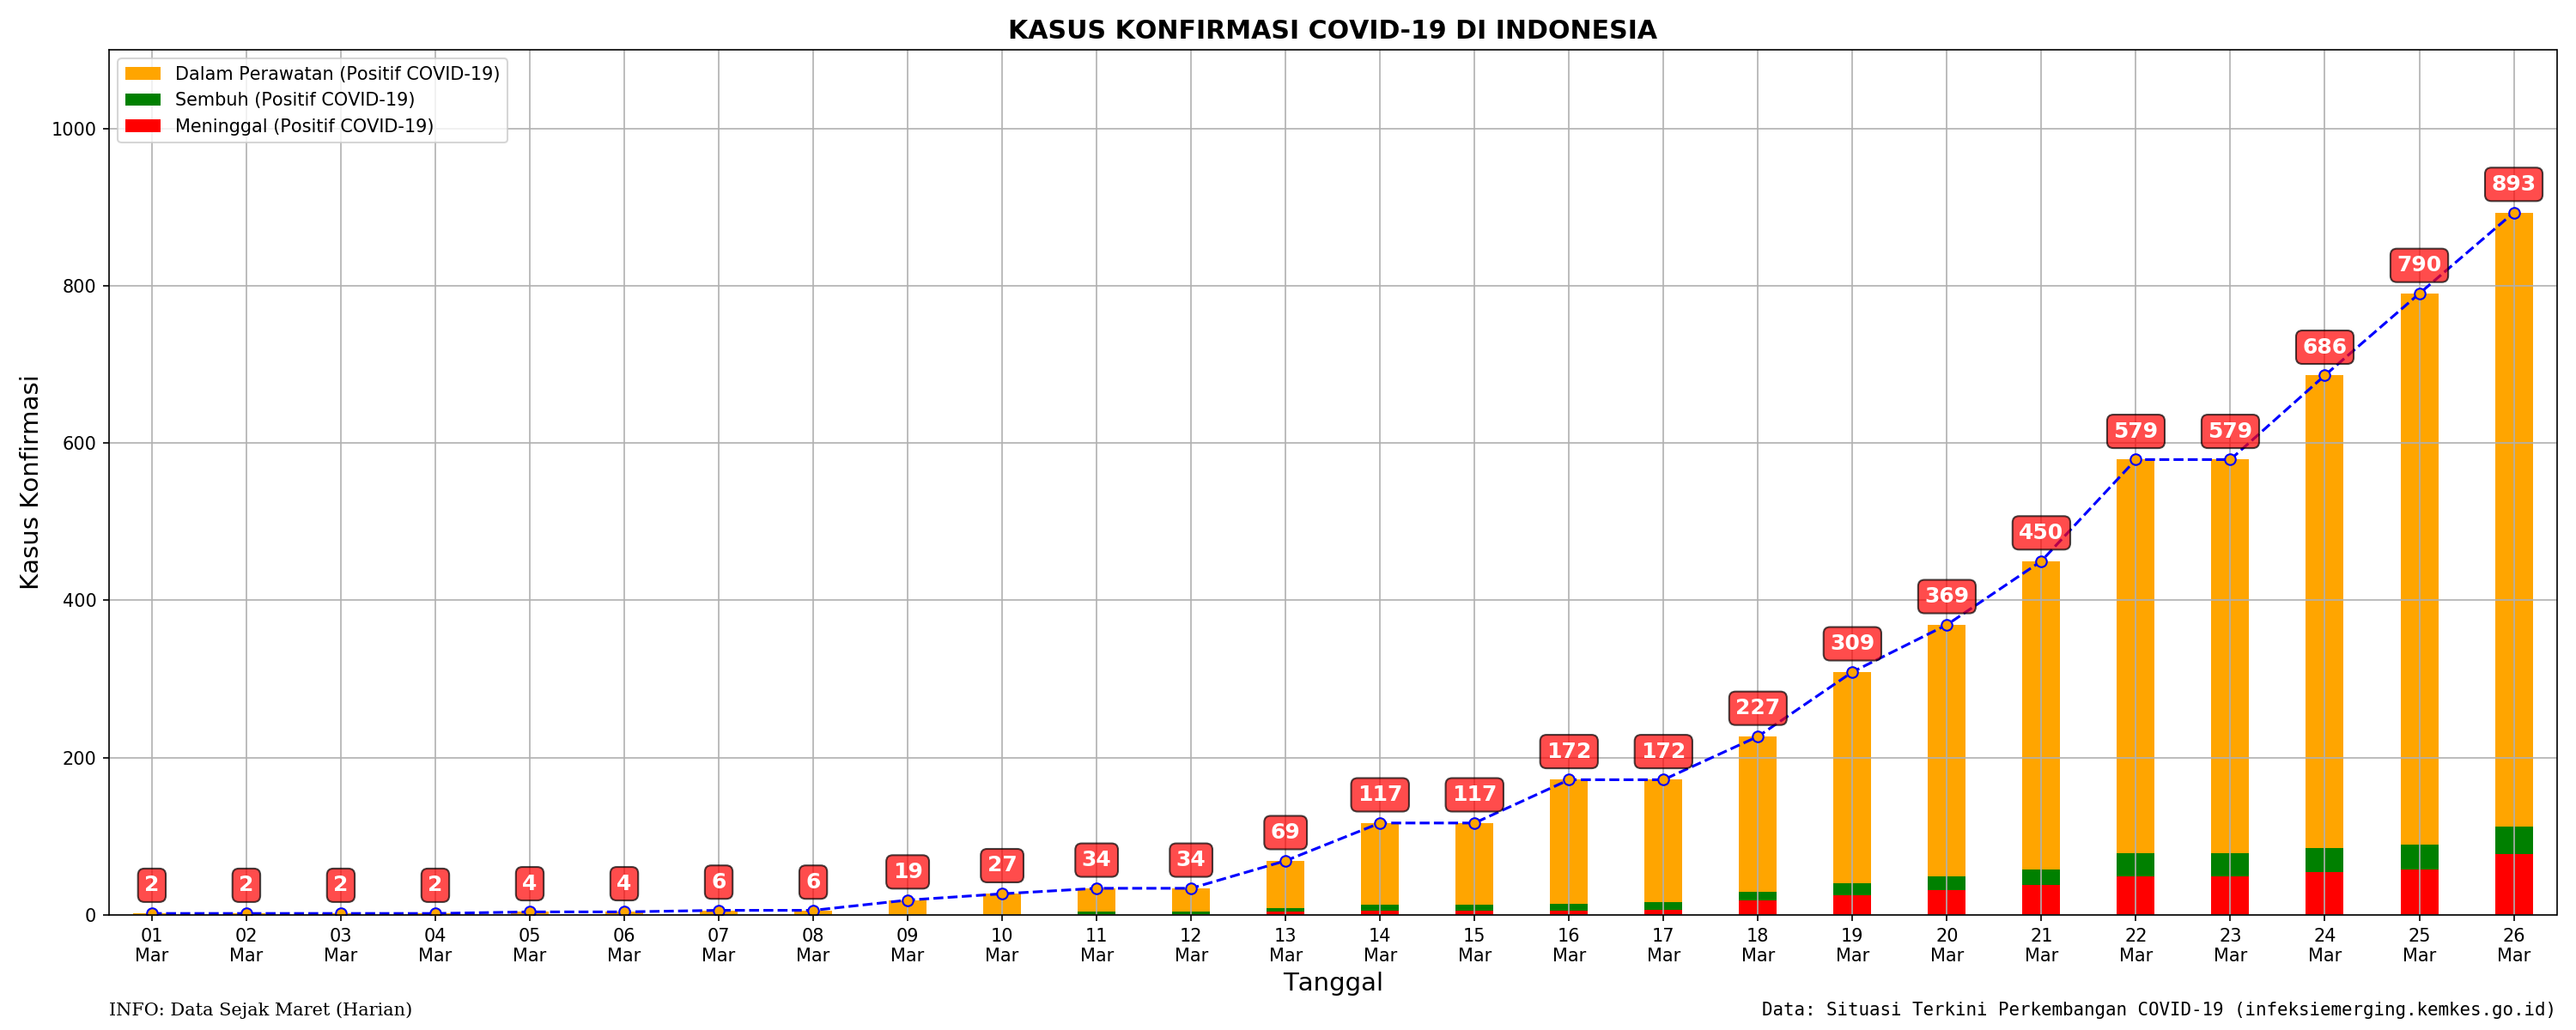 KASUS KONFIRMASI COVID-19 DI INDONESIA
Dalam Perawatan (Positif COVID-19)
Sembuh (Positif COVID-19)
Meninggal (Positif COVID-19)
Kasus Konfirmasi
1000
800
600
400
200
0
2 2 2 2 4 4 6 6 19 27 34 34 69 117 117 172 172 227 309 369 450 579 579 686 790 893
01 02 03 04 05 06 07 08 09 10 11 12 13 14 15 16 17 18 19 20 21 22 23 24 25 26
Mar Mar Mar Mar Mar Mar Mar Mar Mar Mar Mar Mar Mar Mar Mar Mar Mar Mar Mar Mar Mar Mar Mar Mar Mar Mar
Tanggal
INFO: Data Sejak Maret (Harian)
Data: Situasi Terkini Perkembangan COVID-19 (infeksiemerging.kemkes.go.id)